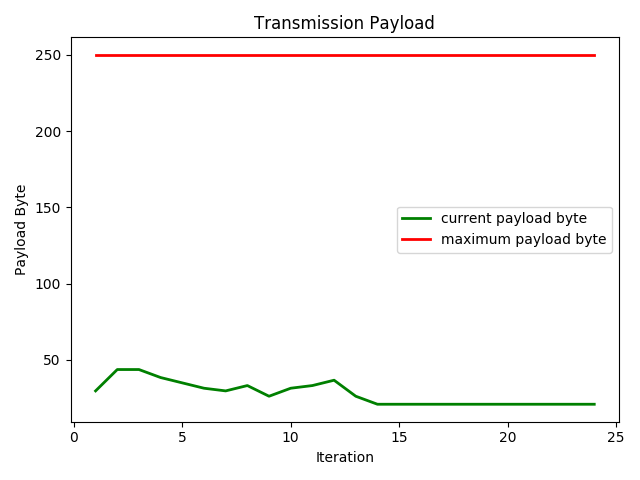 Transmission Payload
250
200
150
100
50
Payload Byte
current payload byte
maximum payload byte
0 5 10 15 20 25
Iteration